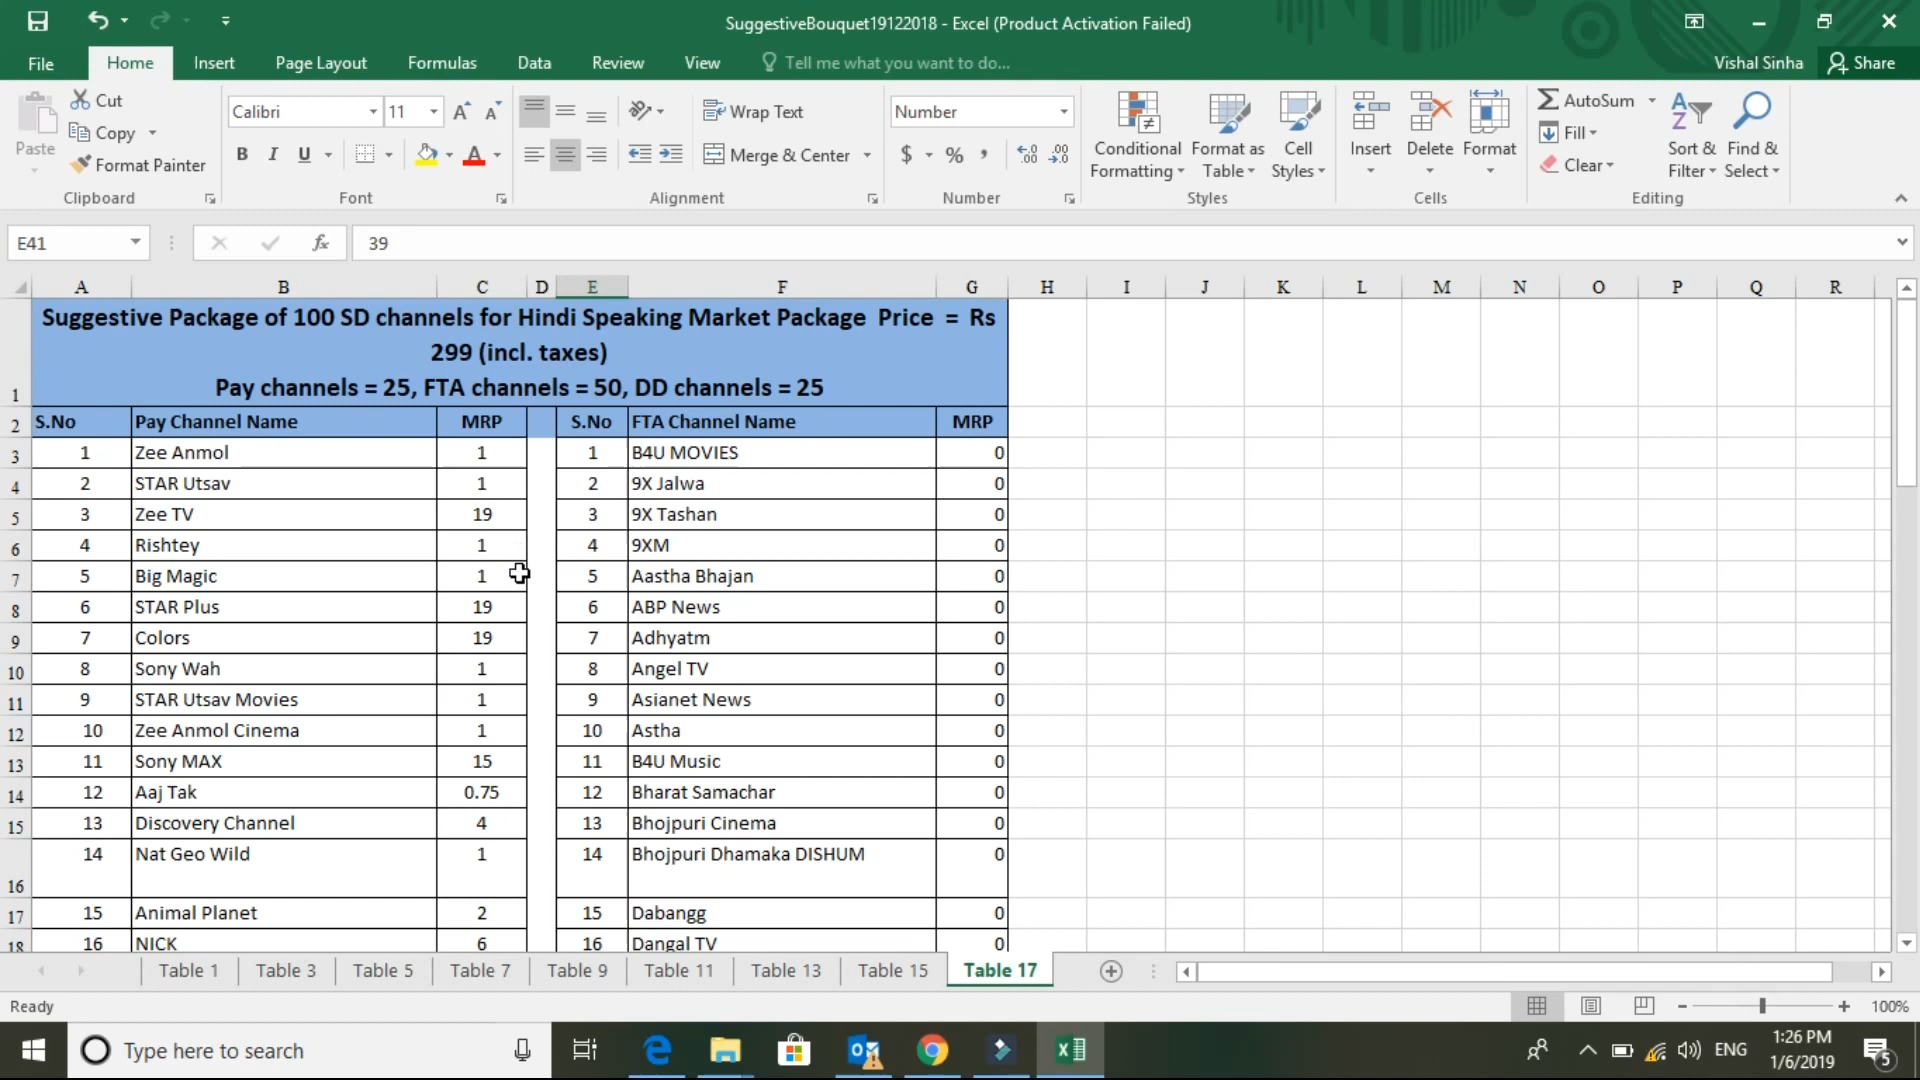 SuggestiveBouquet19122018 - Excel (Product Activation Failed)
File Home Insert Page Layout Formulas Data Review View Tell me what you want to do... Vishal Sinha Share
Paste Cut Copy Format Painter Clipboard
Calibri 11 B I U A A A Font
Wrap Text Merge & Center Alignment
Number $ % , Number
Conditional Formatting Format as Table Cell Styles Styles
Insert Delete Format Cells
AutoSum Fill Clear Sort & Filter Find & Select Editing
E41 fx 39
A B C D E F G H I J K L M N O P Q R
Suggestive Package of 100 SD channels for Hindi Speaking Market Package Price = Rs
299 (incl. taxes)
1 Pay channels = 25, FTA channels = 50, DD channels = 25
2 S.No Pay Channel Name MRP S.No FTA Channel Name MRP
3 1 Zee Anmol 1 1 B4U MOVIES 0
4 2 STAR Utsav 1 2 9X Jalwa 0
5 3 Zee TV 19 3 9X Tashan 0
6 4 Rishtey 1 4 9XM 0
7 5 Big Magic 1 5 Aastha Bhajan 0
8 6 STAR Plus 19 6 ABP News 0
9 7 Colors 19 7 Adhyatm 0
10 8 Sony Wah 1 8 Angel TV 0
11 9 STAR Utsav Movies 1 9 Asianet News 0
12 10 Zee Anmol Cinema 1 10 Astha 0
13 11 Sony MAX 15 11 B4U Music 0
14 12 Aaj Tak 0.75 12 Bharat Samachar 0
15 13 Discovery Channel 4 13 Bhojpuri Cinema 0
16 14 Nat Geo Wild 1 14 Bhojpuri Dhamaka DISHUM 0
17 15 Animal Planet 2 15 Dabangg 0
18 16 NICK 6 16 Dangal TV 0
Table 1 Table 3 Table 5 Table 7 Table 9 Table 11 Table 13 Table 15 Table 17
Ready 100%
Type here to search ENG 1:26 PM
1/6/2019 5